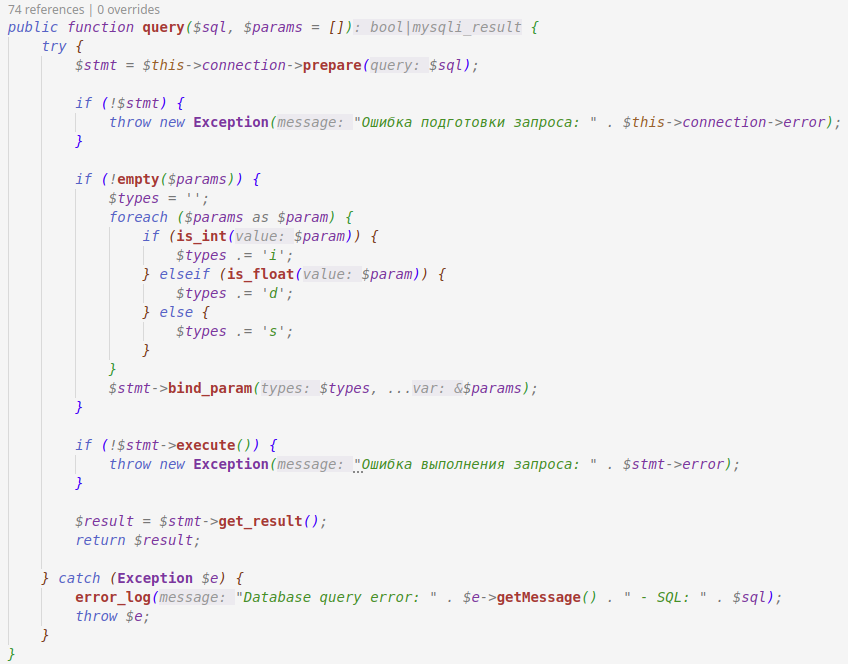 74 references | 0 overrides
public function query($sql, $params = []): bool|mysqli_result {
try {
$stmt = $this->connection->prepare(query: $sql);
if (!$stmt) {
throw new Exception(message: "Ошибка подготовки запроса: " . $this->connection->error);
}
if (!empty($params)) {
$types = '';
foreach ($params as $param) {
if (is_int(value: $param)) {
$types .= 'i';
} elseif (is_float(value: $param)) {
$types .= 'd';
} else {
$types .= 's';
}
}
$stmt->bind_param(types: $types, ...var: &$params);
}
if (!$stmt->execute()) {
throw new Exception(message: "Ошибка выполнения запроса: " . $stmt->error);
}
$result = $stmt->get_result();
return $result;
} catch (Exception $e) {
error_log(message: "Database query error: " . $e->getMessage() . " - SQL: " . $sql);
throw $e;
}
}